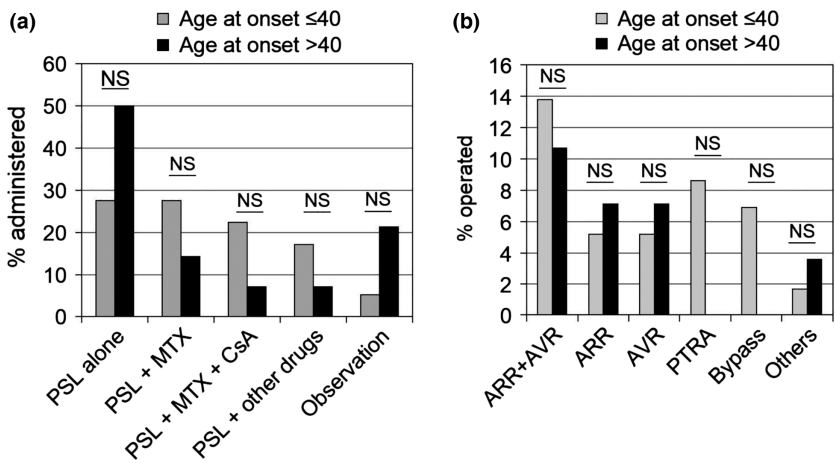 (a)
Age at onset ≤40
Age at onset >40
% administered
60
50
40
30
20
10
0
NS
NS
NS
NS
NS
PSL alone
PSL + MTX
PSL + MTX + CsA
PSL + other drugs
Observation
(b)
Age at onset ≤40
Age at onset >40
% operated
16
14
12
10
8
6
4
2
0
NS
NS
NS
NS
NS
NS
ARR+AVR
ARR
AVR
PTRA
Bypass
Others